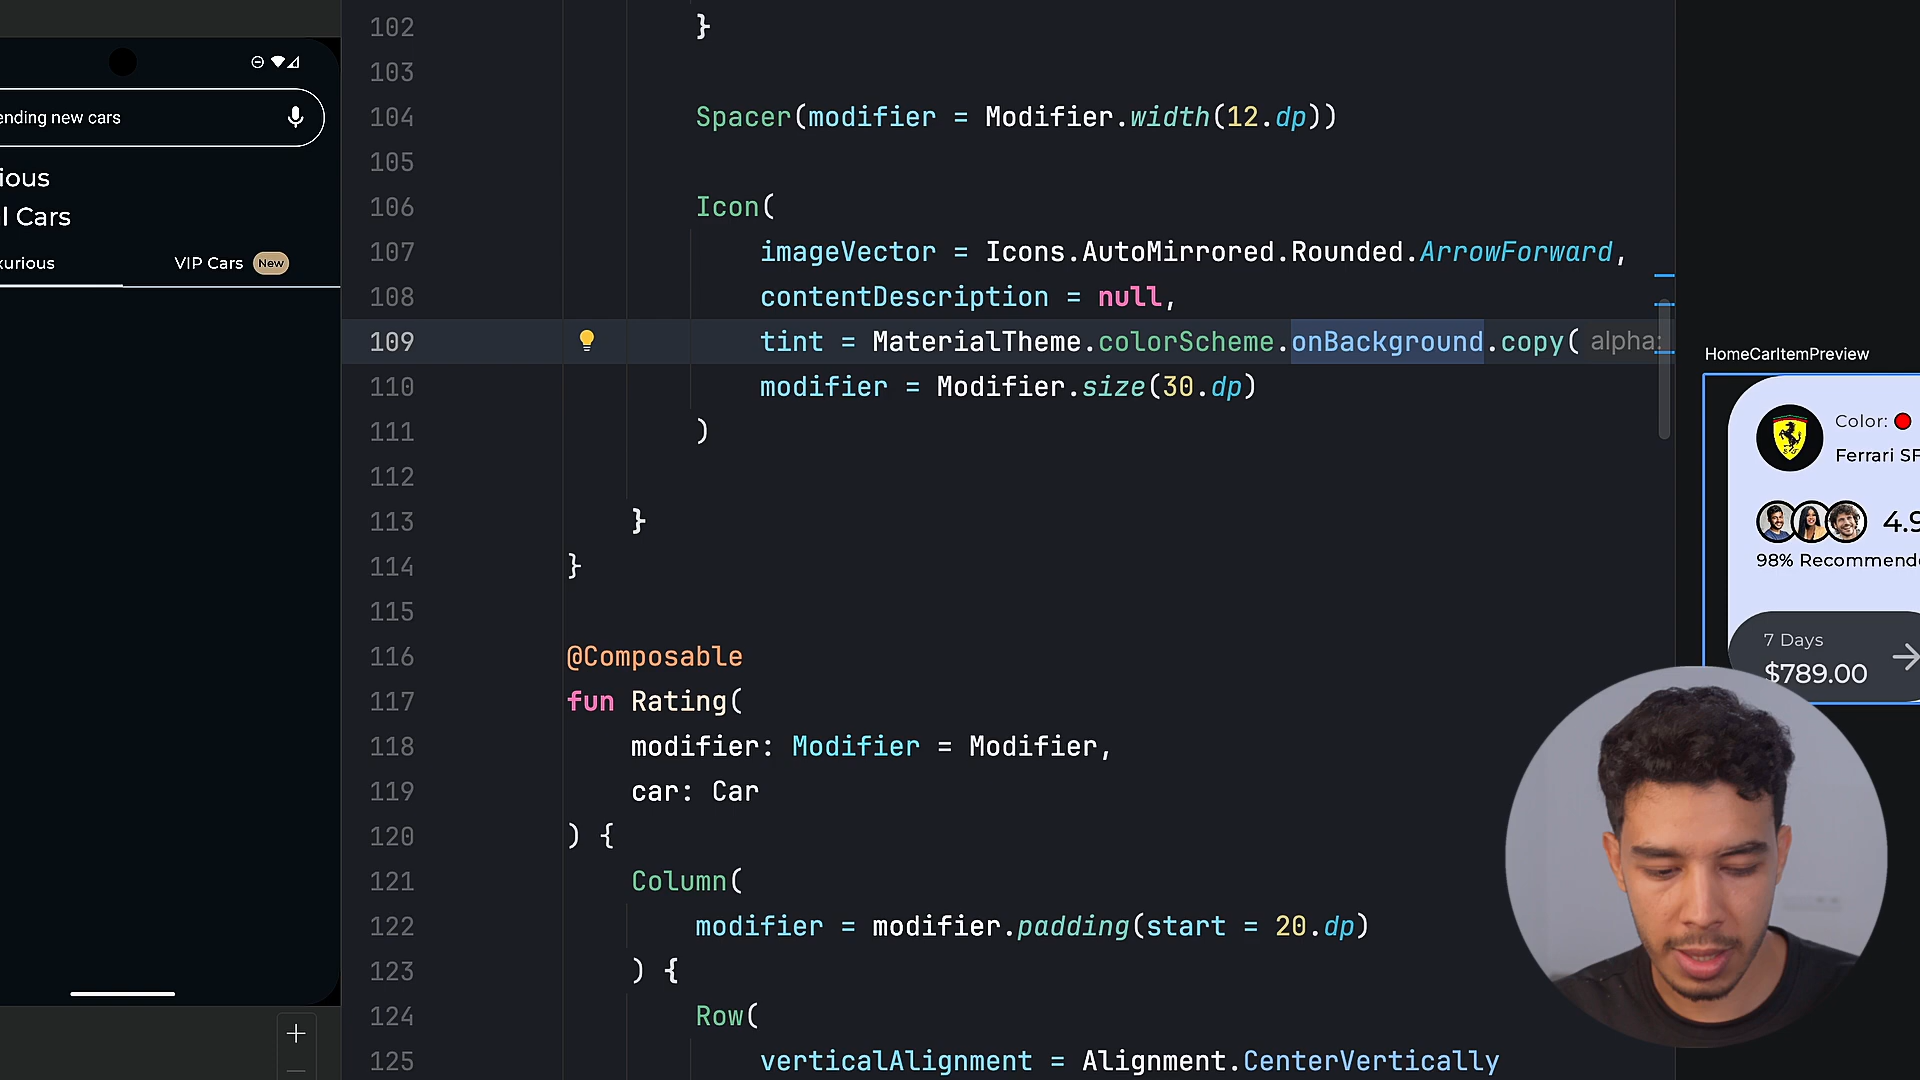 ending new cars
ious
l Cars
xurious
VIP Cars New
102 }
103
104 Spacer(modifier = Modifier.width(12.dp))
105
106 Icon(
107 imageVector = Icons.AutoMirrored.Rounded.ArrowForward,
108 contentDescription = null,
109 tint = MaterialTheme.colorScheme.onBackground.copy( alpha:
110 modifier = Modifier.size(30.dp)
111 )
112
113 }
114 }
115
116 @Composable
117 fun Rating(
118 modifier: Modifier = Modifier,
119 car: Car
120 ) {
121 Column(
122 modifier = modifier.padding(start = 20.dp)
123 ) {
124 Row(
125 verticalAlignment = Alignment.CenterVertically
HomeCarItemPreview
Color:
Ferrari SF
4.9
98% Recommende
7 Days
$789.00